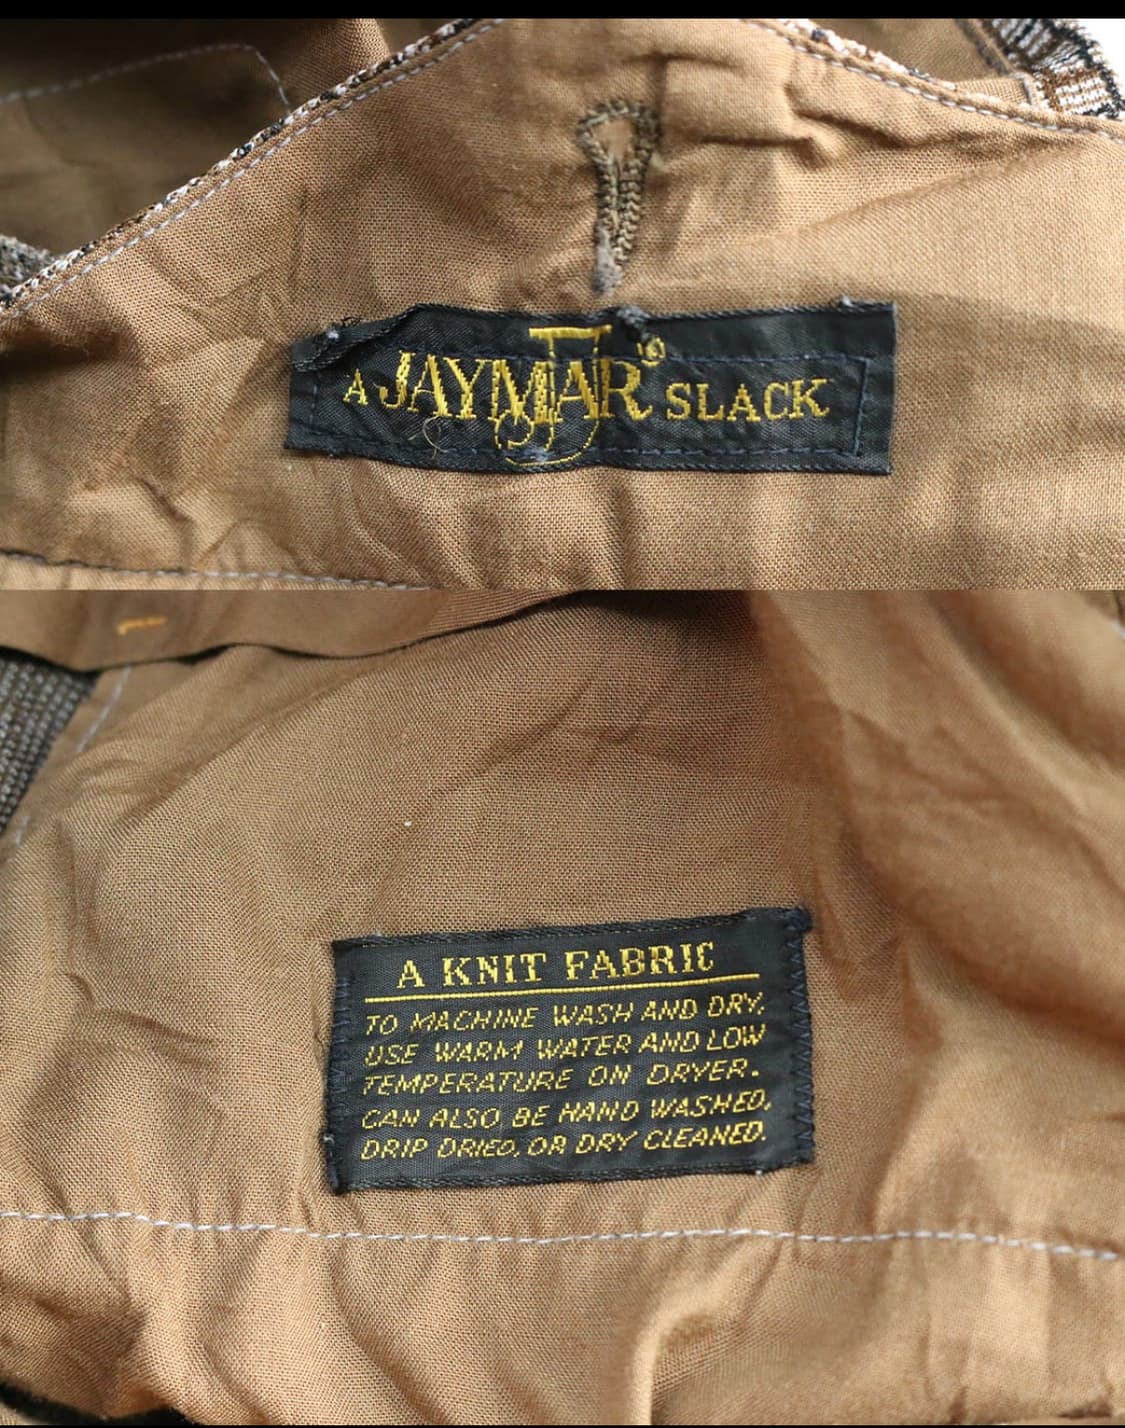 A JAYMAR® SLACK
A KNIT FABRIC
TO MACHINE WASH AND DRY,
USE WARM WATER AND LOW
TEMPERATURE ON DRYER.
CAN ALSO BE HAND WASHED,
DRIP DRIED, OR DRY CLEANED.